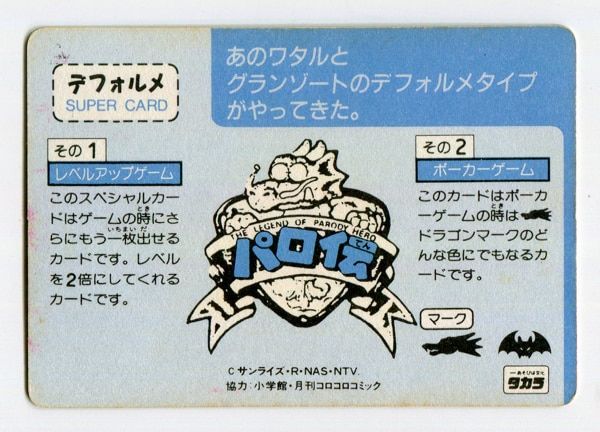 デフォルメ
SUPER CARD
あのワタルと
グランゾートのデフォルメタイプ
がやってきた。
その1
レベルアップゲーム
このスペシャルカー
ドはゲームの時にさ
らにもう一枚出せる
カードです。レベル
を2倍にしてくれる
カードです。
その2
ポーカーゲーム
このカードはポーカ
ーゲームの時は
ドラゴンマークのど
んな色にでもなるカ
ードです。
THE LEGEND OF PARODY HERO
パロ伝
でん
マーク
©サンライズ・R・NAS・NTV.
協力:小学館・月刊コロコロコミック
—あそびは文化
タカラ